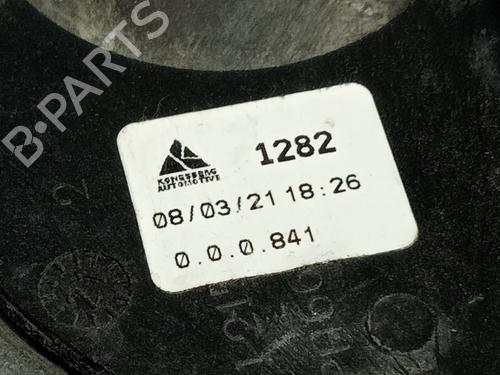 B-PARTS
KONGSBERG
AUTOMOTIVE
1282
08/03/21 18:26
0.0.0.841